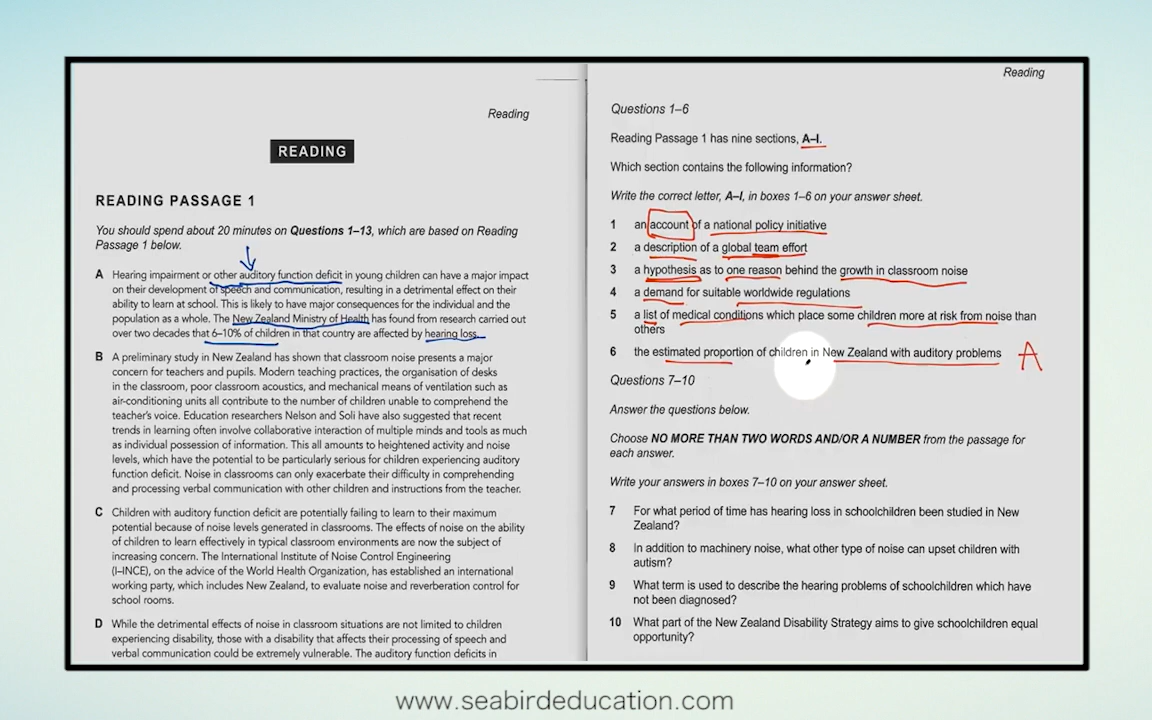 Reading
READING
READING PASSAGE 1
You should spend about 20 minutes on Questions 1–13, which are based on Reading
Passage 1 below.
A Hearing impairment or other auditory function deficit in young children can have a major impact
on their development of speech and communication, resulting in a detrimental effect on their
ability to learn at school. This is likely to have major consequences for the individual and the
population as a whole. The New Zealand Ministry of Health has found from research carried out
over two decades that 6–10% of children in that country are affected by hearing loss.
B A preliminary study in New Zealand has shown that classroom noise presents a major
concern for teachers and pupils. Modern teaching practices, the organisation of desks
in the classroom, poor classroom acoustics, and mechanical means of ventilation such as
air-conditioning units all contribute to the number of children unable to comprehend the
teacher's voice. Education researchers Nelson and Soli have also suggested that recent
trends in learning often involve collaborative interaction of multiple minds and tools as much
as individual possession of information. This all amounts to heightened activity and noise
levels, which have the potential to be particularly serious for children experiencing auditory
function deficit. Noise in classrooms can only exacerbate their difficulty in comprehending
and processing verbal communication with other children and instructions from the teacher.
C Children with auditory function deficit are potentially failing to learn to their maximum
potential because of noise levels generated in classrooms. The effects of noise on the ability
of children to learn effectively in typical classroom environments are now the subject of
increasing concern. The International Institute of Noise Control Engineering
(I–INCE), on the advice of the World Health Organization, has established an international
working party, which includes New Zealand, to evaluate noise and reverberation control for
school rooms.
D While the detrimental effects of noise in classroom situations are not limited to children
experiencing disability, those with a disability that affects their processing of speech and
verbal communication could be extremely vulnerable. The auditory function deficits in
Reading
Questions 1–6
Reading Passage 1 has nine sections, A–I.
Which section contains the following information?
Write the correct letter, A–I, in boxes 1–6 on your answer sheet.
1 an account of a national policy initiative
2 a description of a global team effort
3 a hypothesis as to one reason behind the growth in classroom noise
4 a demand for suitable worldwide regulations
5 a list of medical conditions which place some children more at risk from noise than
others
6 the estimated proportion of children in New Zealand with auditory problems A
Questions 7–10
Answer the questions below.
Choose NO MORE THAN TWO WORDS AND/OR A NUMBER from the passage for
each answer.
Write your answers in boxes 7–10 on your answer sheet.
7 For what period of time has hearing loss in schoolchildren been studied in New
Zealand?
8 In addition to machinery noise, what other type of noise can upset children with
autism?
9 What term is used to describe the hearing problems of schoolchildren which have
not been diagnosed?
10 What part of the New Zealand Disability Strategy aims to give schoolchildren equal
opportunity?
www.seabirdeducation.com